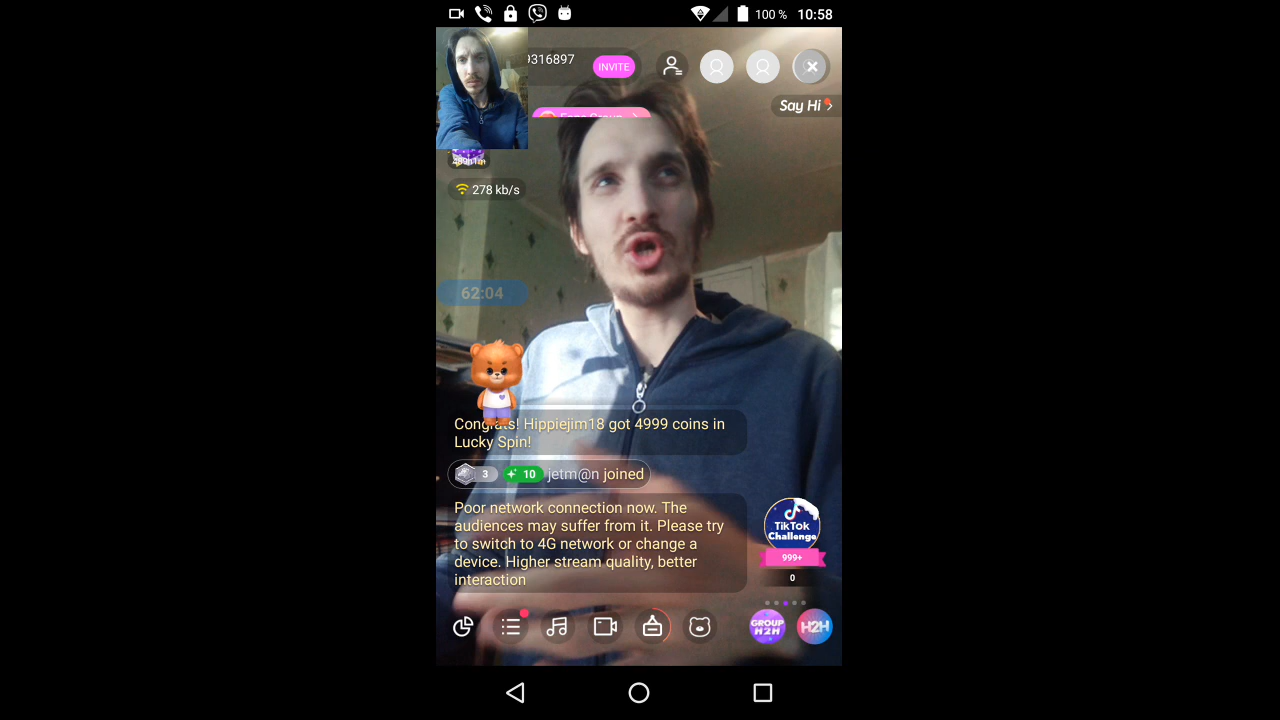 100 %
10:58
9316897
INVITE
Say Hi
489h1m
278 kb/s
62:04
Congrats! Hippiejim18 got 4999 coins in
Lucky Spin!
3
10
jetm@n joined
Poor network connection now. The
audiences may suffer from it. Please try
to switch to 4G network or change a
device. Higher stream quality, better
interaction
TikTok
Challenge
999+
0
GROUP
H2H
H2H